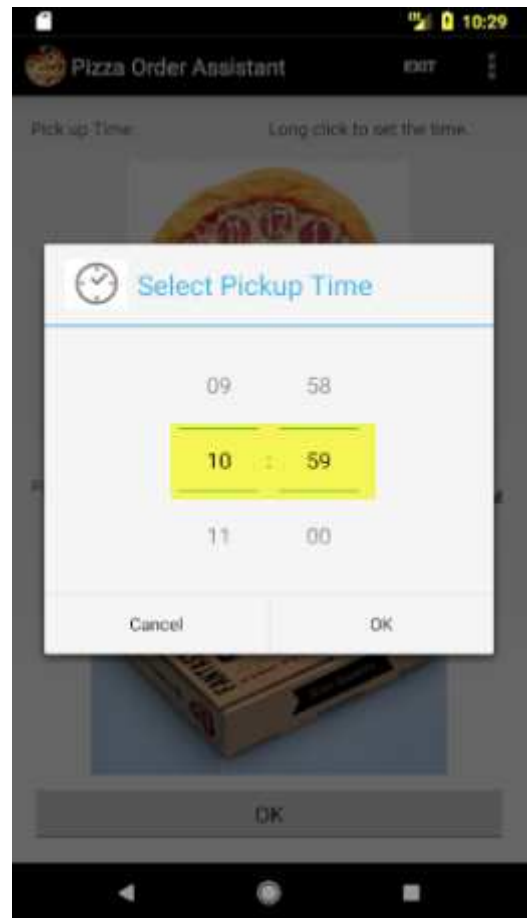 10:29
Pizza Order Assistant EXIT
Pick up Time: Long click to set the time.
Select Pickup Time
09 58
10 : 59
11 00
Cancel OK
OK